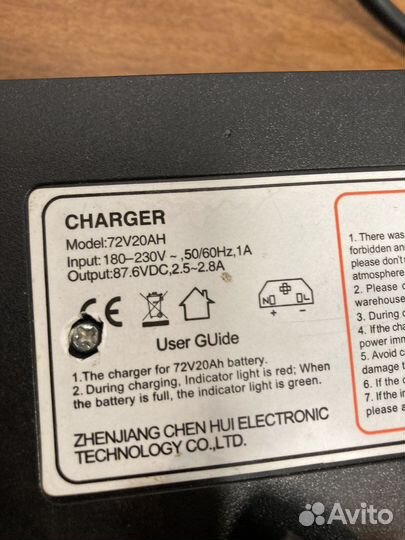 CHARGER
Model:72V20AH
Input:180–230V ~ ,50/60Hz,1A
Output:87.6VDC,2.5~2.8A
CE
N L
+ -
User GUide
1.The charger for 72V20Ah battery.
2. During charging, Indicator light is red; When
the battery is full, the indicator light is green.
ZHENJIANG CHEN HUI ELECTRONIC
TECHNOLOGY CO.,LTD.
1. There was
forbidden an
please don't
atmosphere
2. Please
warehouse
3. During c
4. If the cha
power imm
5. Avoid c
damage t
6. If the
7. If the in
please a
Avito